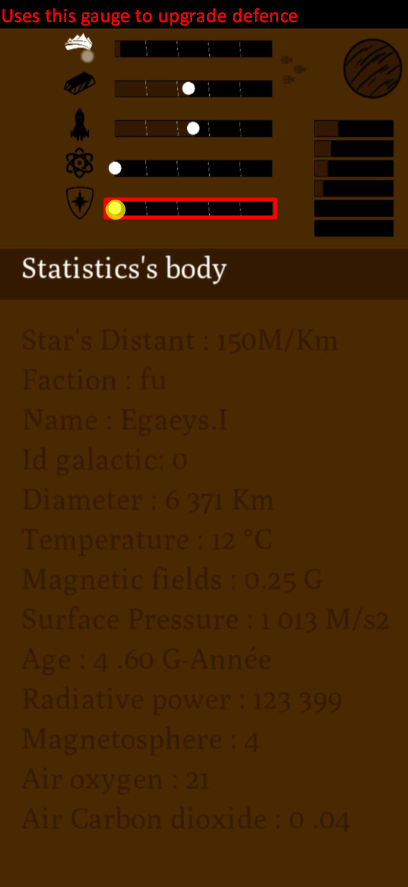 Uses this gauge to upgrade defence
Statistics's body
Star's Distant : 150M/Km
Faction : fu
Name : Egaeys.I
Id galactic: 0
Diameter : 6 371 Km
Temperature : 12 °C
Magnetic fields : 0.25 G
Surface Pressure : 1 013 M/s2
Age : 4 .60 G-Année
Radiative power : 123 399
Magnetosphere : 4
Air oxygen : 21
Air Carbon dioxide : 0 .04